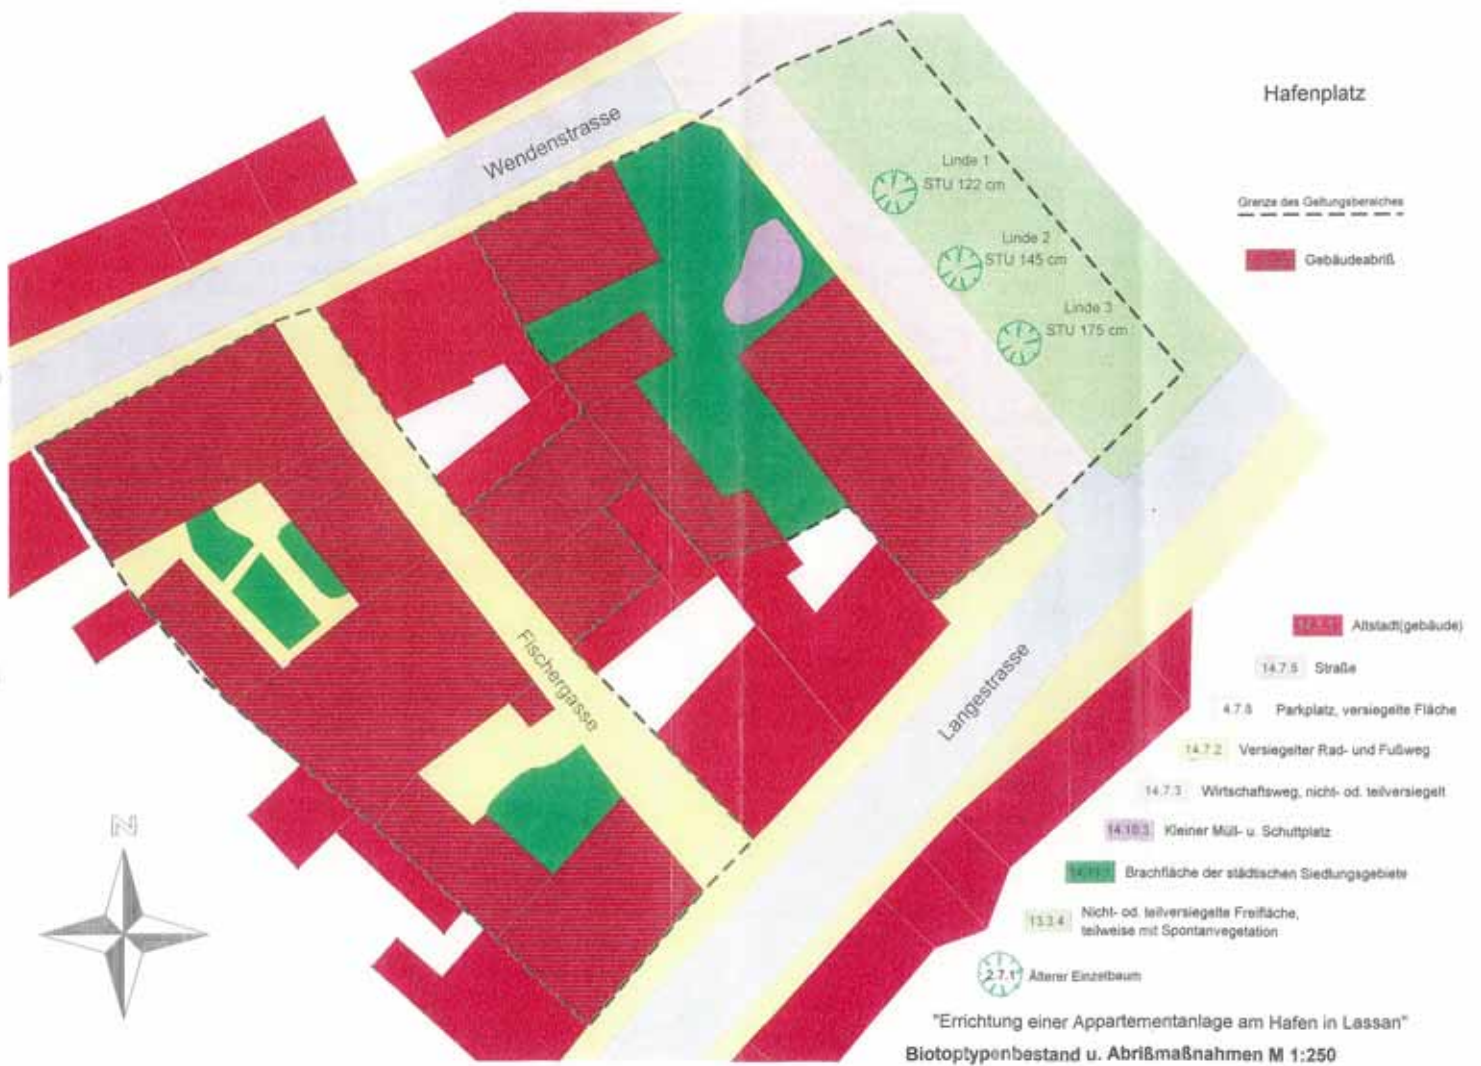 Hafenplatz
Wendenstrasse
Linde 1
STU 122 cm
Grenze des Geltungsbereiches
Linde 2
STU 145 cm
Gebäudeabriß
Linde 3
STU 175 cm
Fischergasse
Langestrasse
Altstadt(gebäude)
14.7.5 Straße
4.7.8 Parkplatz, versiegelte Fläche
14.7.2 Versiegelter Rad- und Fußweg
14.7.3 Wirtschaftsweg, nicht- od. teilversiegelt
14.10.5 Kleiner Müll- u. Schuttplatz
Brachfläche der städtischen Siedlungsgebiete
13.3.4 Nicht- od. teilversiegelte Freifläche,
teilweise mit Spontanvegetation
2.7.1 Älterer Einzelbaum
N
"Errichtung einer Appartementanlage am Hafen in Lassan"
Biotoptypenbestand u. Abrißmaßnahmen M 1:250